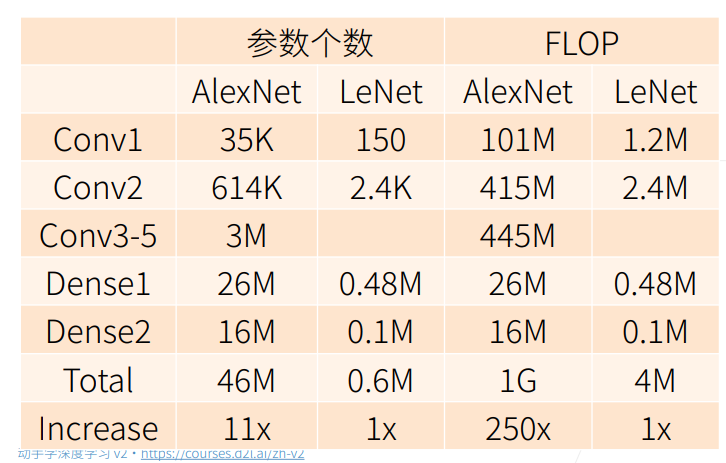 参数个数 FLOP
AlexNet LeNet AlexNet LeNet
Conv1 35K 150 101M 1.2M
Conv2 614K 2.4K 415M 2.4M
Conv3-5 3M 445M
Dense1 26M 0.48M 26M 0.48M
Dense2 16M 0.1M 16M 0.1M
Total 46M 0.6M 1G 4M
Increase 11x 1x 250x 1x
动手学深度学习 v2 • https://courses.d2l.ai/zh-v2